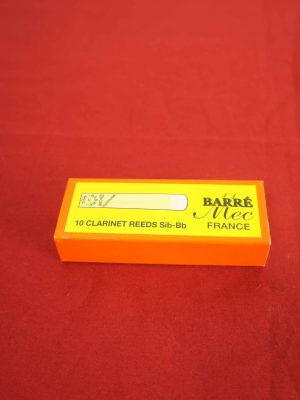 BARRÉ
Mec
10 CLARINET REEDS Sib-Bb
FRANCE